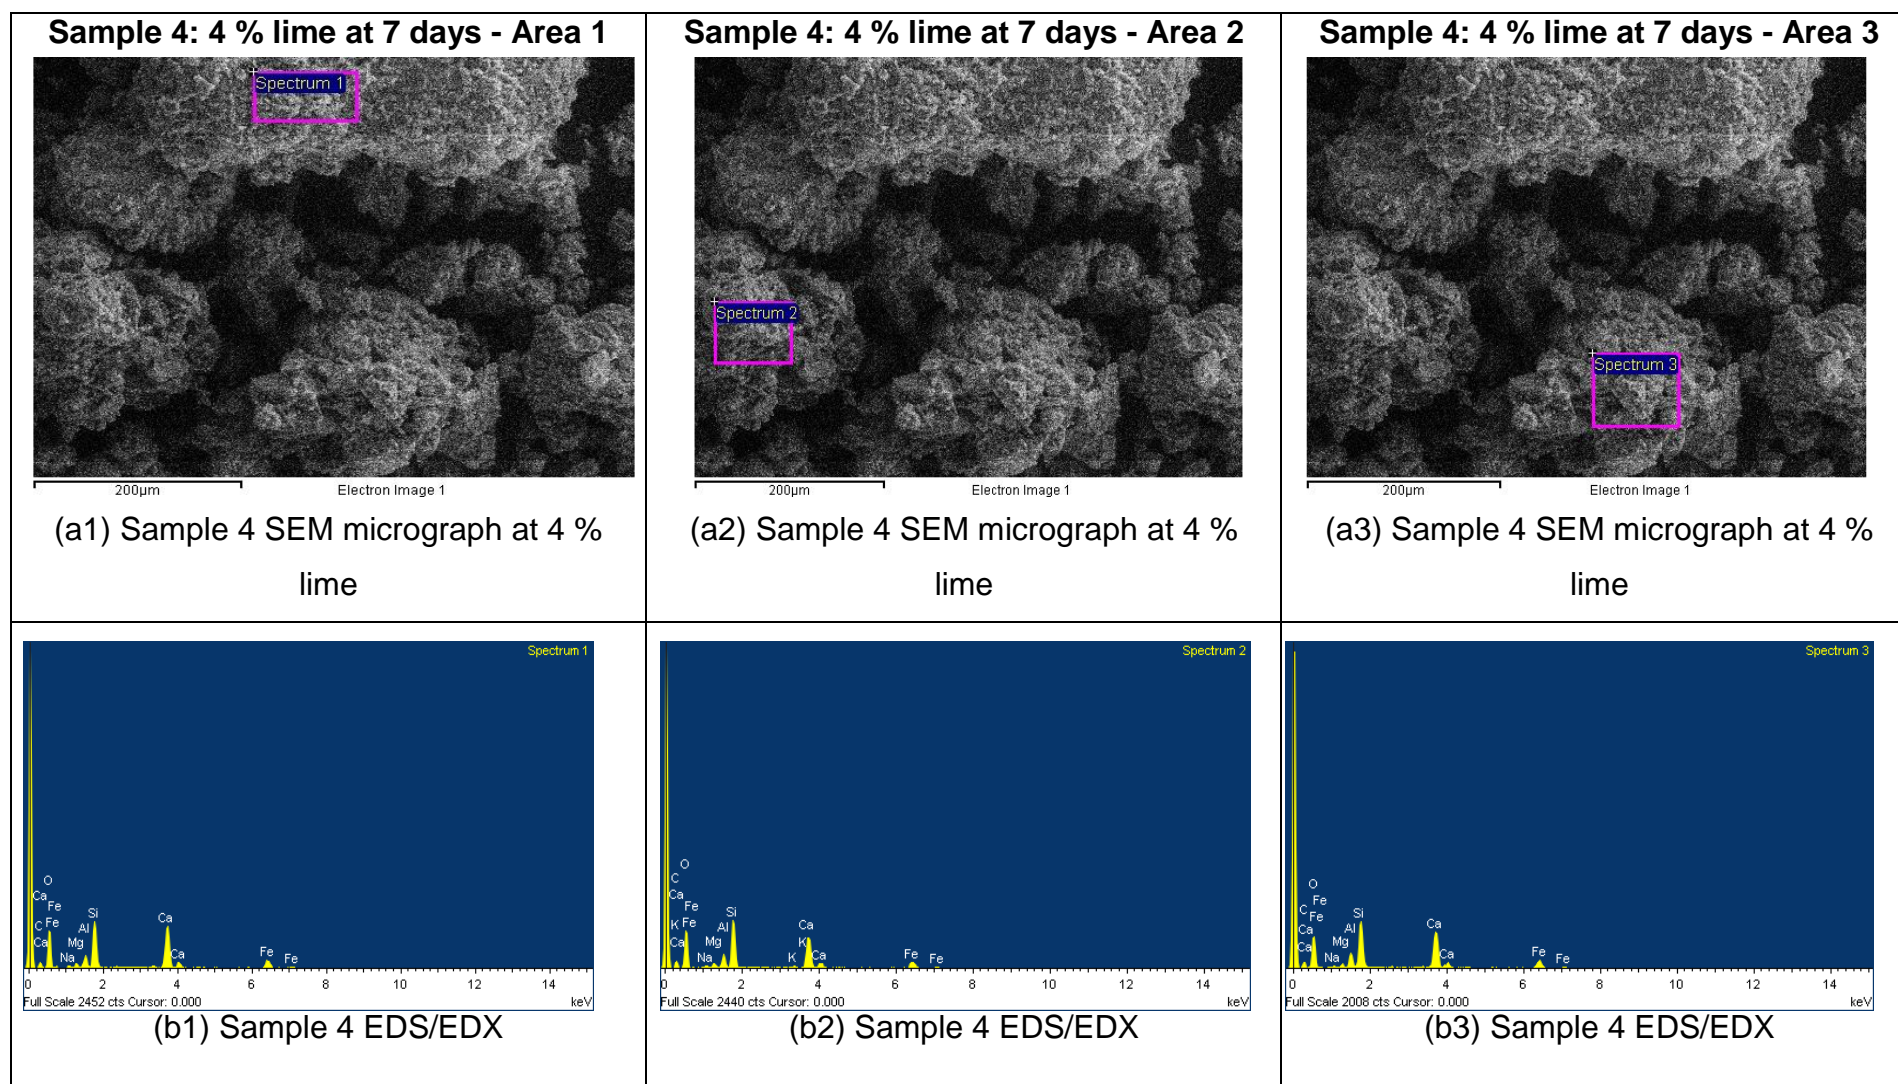 Sample 4: 4 % lime at 7 days - Area 1
Spectrum 1
200µm
Electron Image 1
(a1) Sample 4 SEM micrograph at 4 %
lime
Sample 4: 4 % lime at 7 days - Area 2
Spectrum 2
200µm
Electron Image 1
(a2) Sample 4 SEM micrograph at 4 %
lime
Sample 4: 4 % lime at 7 days - Area 3
Spectrum 3
200µm
Electron Image 1
(a3) Sample 4 SEM micrograph at 4 %
lime
Spectrum 1
O
Ca
Fe
C Fe Al Si Ca
Ca Mg
Na Ca Fe Fe
0 2 4 6 8 10 12 14
Full Scale 2452 cts Cursor: 0.000 keV
(b1) Sample 4 EDS/EDX
Spectrum 2
O
C
Ca
Fe Si
K Fe Al Ca
Ca Mg K
Na K Ca Fe Fe
0 2 4 6 8 10 12 14
Full Scale 2440 cts Cursor: 0.000 keV
(b2) Sample 4 EDS/EDX
Spectrum 3
O
Fe
C Si
Fe Al Ca
Ca Mg
Ca Na Ca Fe Fe
0 2 4 6 8 10 12 14
Full Scale 2008 cts Cursor: 0.000 keV
(b3) Sample 4 EDS/EDX